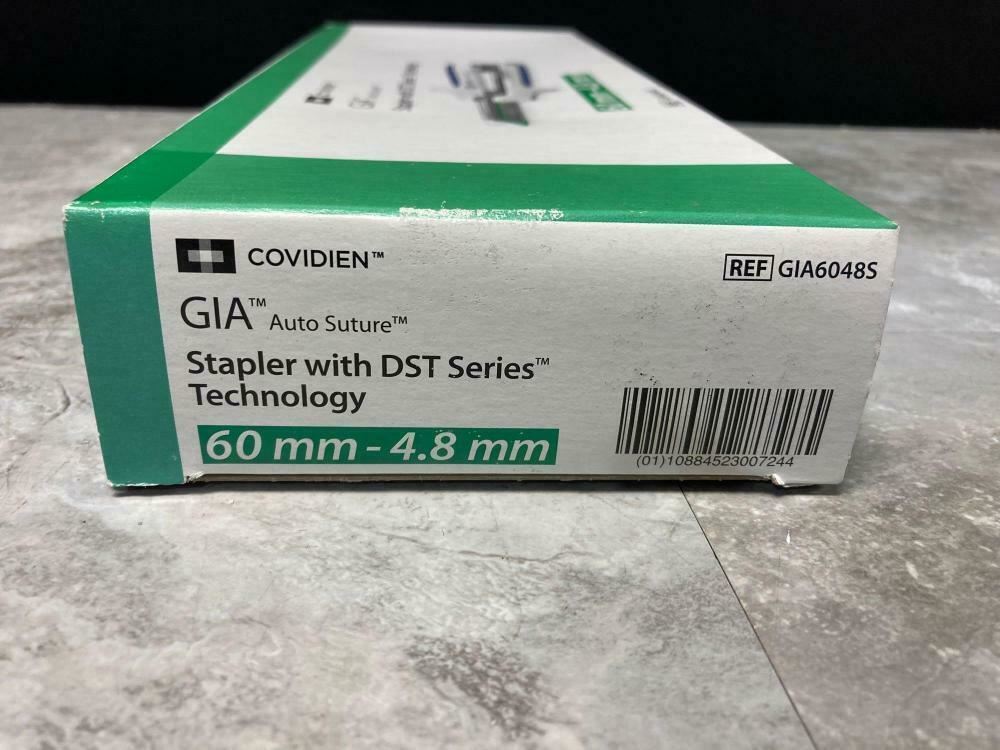 COVIDIEN™
REF GIA6048S
GIA™ Auto Suture™
Stapler with DST Series™
Technology
60 mm - 4.8 mm
(01)10884523007244